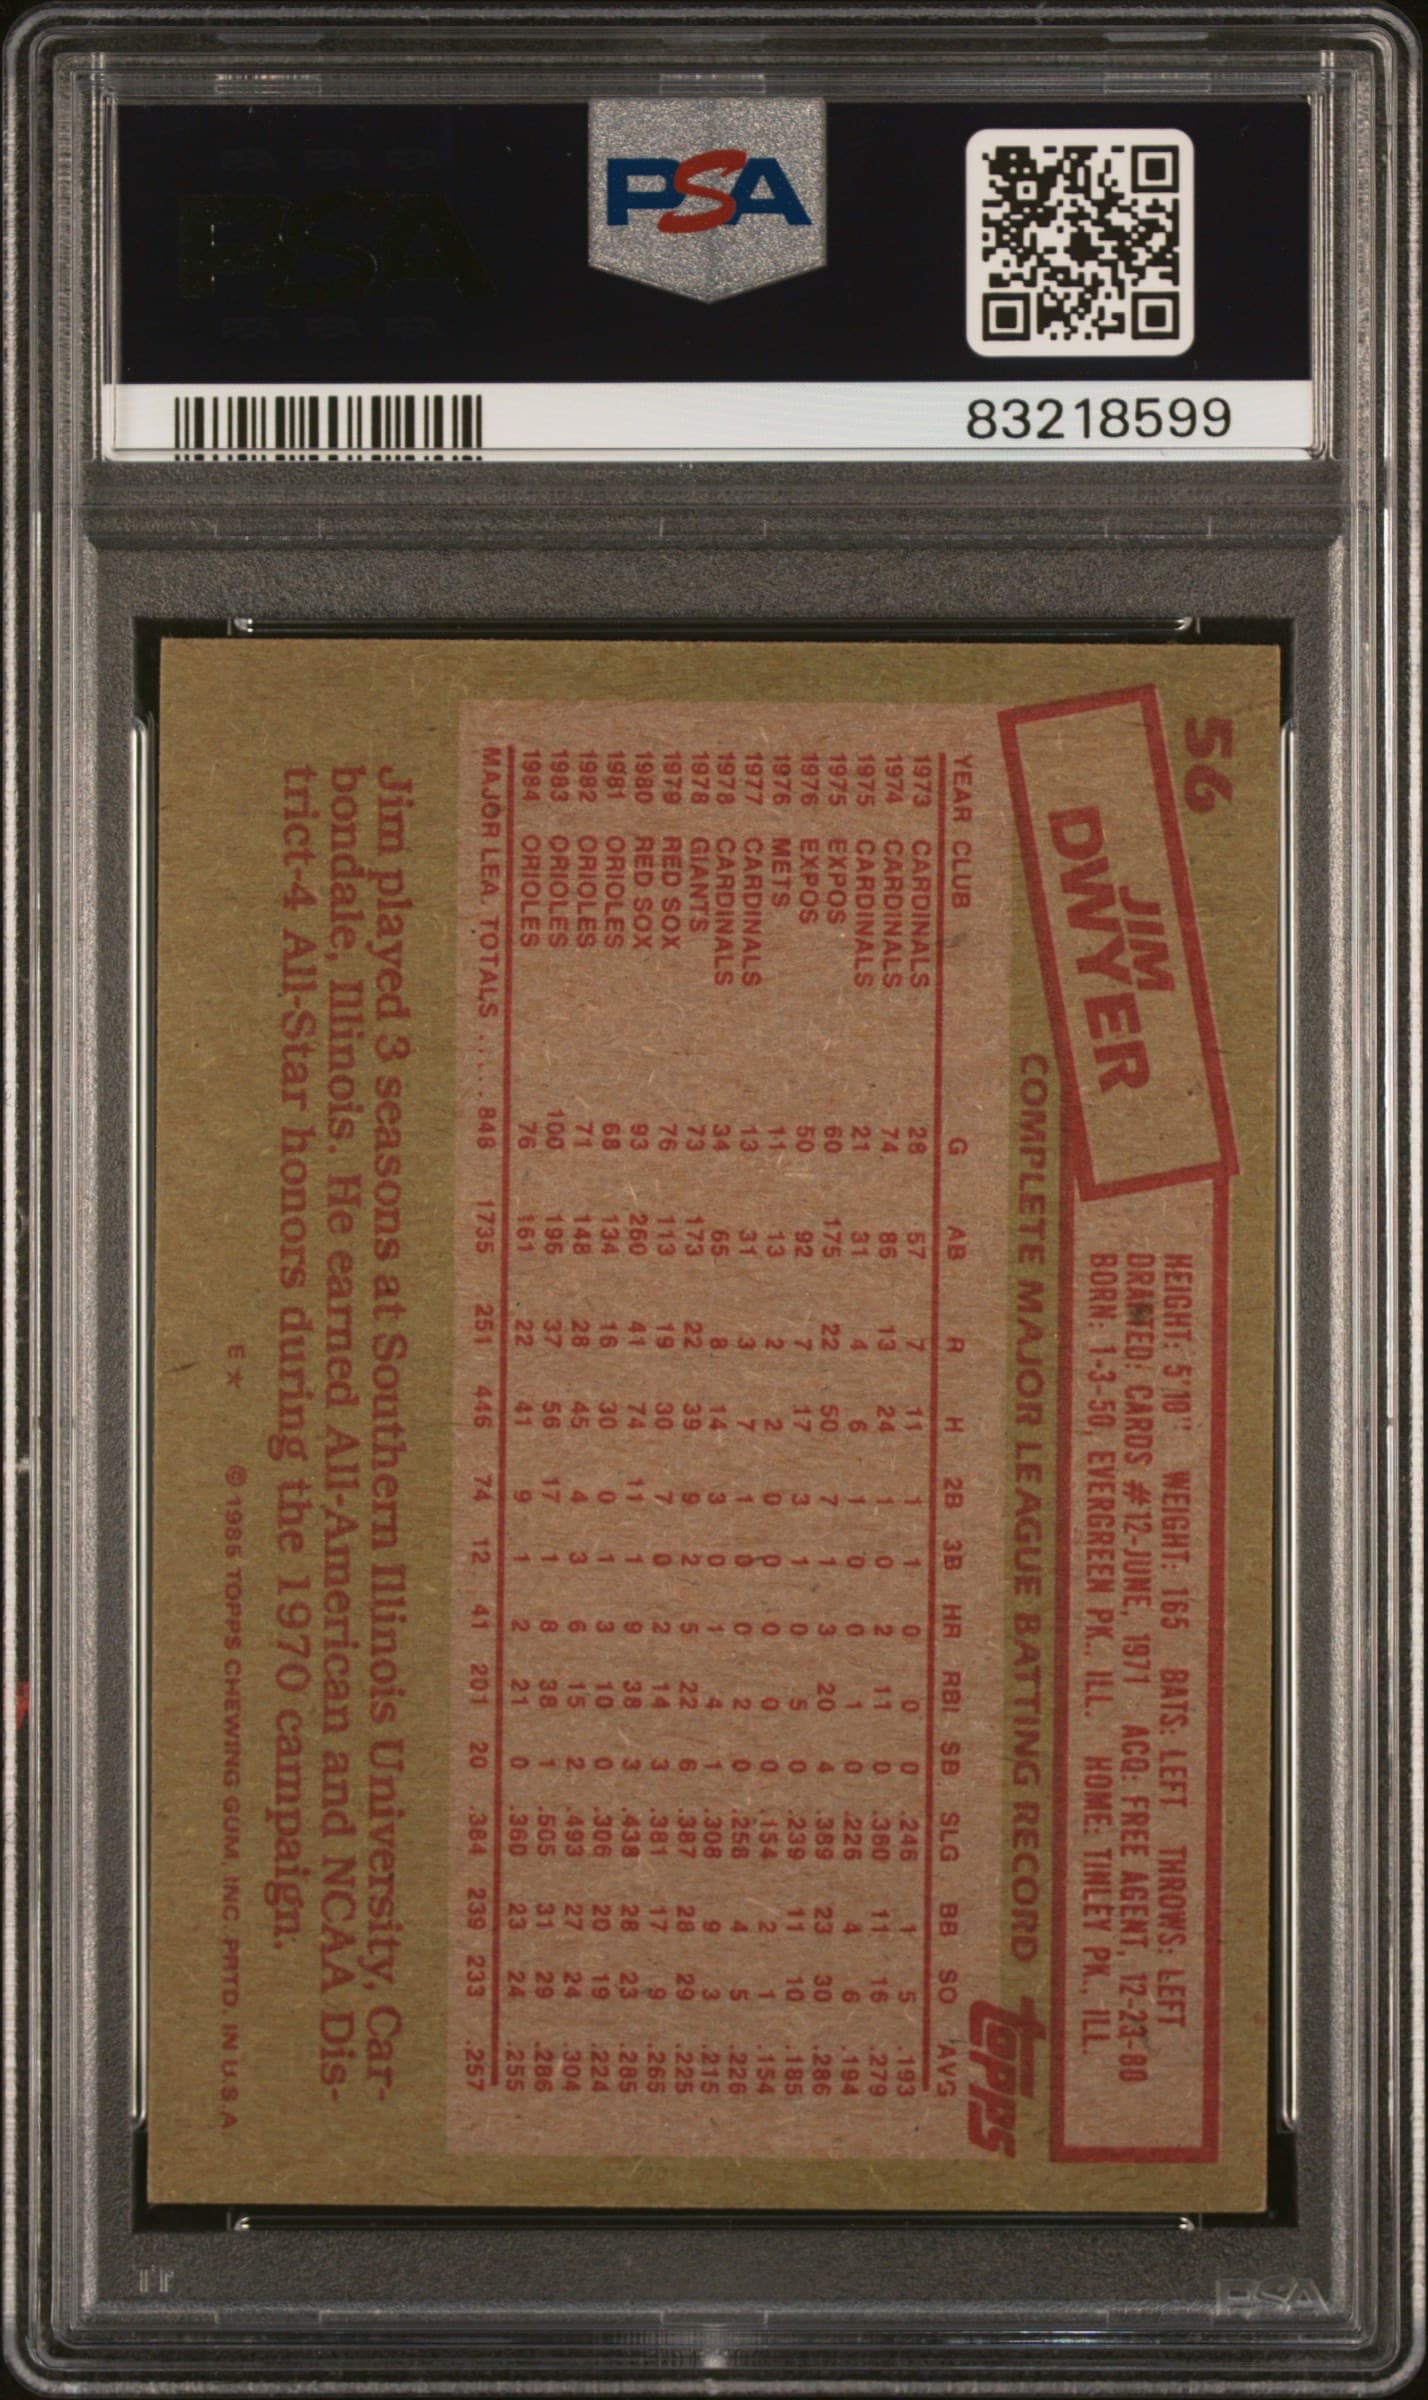 PSA
83218599
56
JIM
DWYER
HEIGHT: 5'10" WEIGHT: 165 BATS: LEFT THROWS: LEFT
DRAFTED: CARDS #12-JUNE, 1971 ACQ: FREE AGENT, 12-23-80
BORN: 1-3-50, EVERGREEN PK., ILL. HOME: TINLEY PK., ILL.
COMPLETE MAJOR LEAGUE BATTING RECORD
topps
YEAR CLUB G AB R H 2B 3B HR RBI SB SLG BB SO AVG
1973 CARDINALS 28 57 7 11 1 1 0 0 0 .246 1 5 .193
1974 CARDINALS 74 86 13 24 1 0 2 11 0 .360 11 16 .279
1975 CARDINALS 21 31 4 6 1 0 0 1 0 .226 4 6 .194
1975 EXPOS 60 175 22 50 7 1 3 20 4 .389 23 30 .286
1976 EXPOS 50 92 7 17 3 1 0 5 0 .239 11 10 .185
1976 METS 11 13 2 2 0 0 0 0 0 .154 2 1 .154
1977 CARDINALS 13 31 3 7 1 0 0 2 0 .258 4 5 .226
1978 CARDINALS 34 65 8 14 3 0 1 4 1 .308 9 3 .215
1978 GIANTS 73 173 22 39 9 2 5 22 6 .387 28 29 .225
1979 RED SOX 76 113 19 30 7 0 2 14 3 .381 17 9 .265
1980 RED SOX 93 260 41 74 11 1 9 38 3 .438 28 23 .285
1981 ORIOLES 68 134 16 30 0 1 3 10 0 .306 20 19 .224
1982 ORIOLES 71 148 28 45 4 3 6 15 2 .493 27 24 .304
1983 ORIOLES 100 196 37 56 17 1 8 38 1 .505 31 29 .286
1984 ORIOLES 76 161 22 41 9 1 2 21 0 .360 23 24 .255
MAJOR LEA. TOTALS ..... 848 1735 251 446 74 12 41 201 20 .384 239 233 .257
Jim played 3 seasons at Southern Illinois University, Car-
bondale, Illinois. He earned All-American and NCAA Dis-
trict-4 All-Star honors during the 1970 campaign.
E* © 1985 TOPPS CHEWING GUM, INC. PRTD. IN U.S.A.
PSA